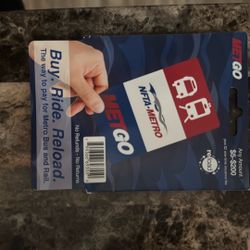 METGO
Buy. Ride. Reload.
The way to pay for Metro Bus and Rail.
NFTA-METRO
METGO
No Refunds - No Returns
Any Amount
$5-$200